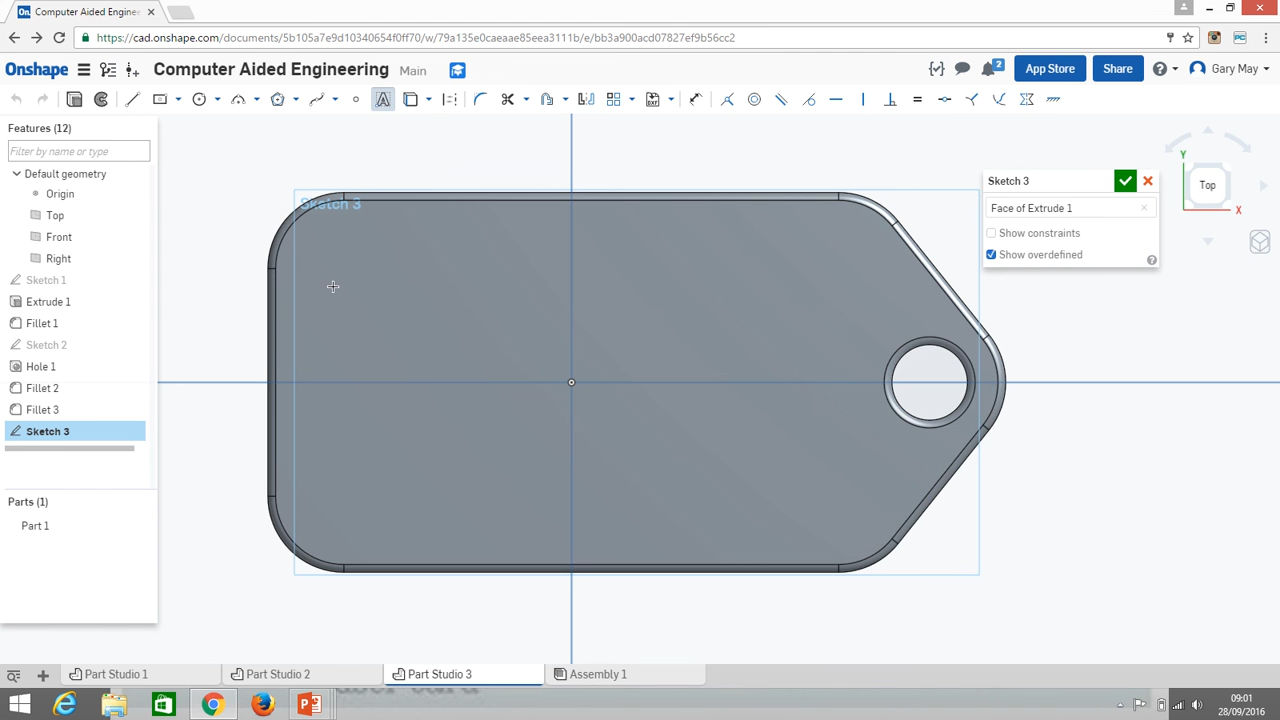 Computer Aided Enginee
https://cad.onshape.com/documents/5b105a7e9d10340654f0ff70/w/79a135e0caeaae85eea3111b/e/bb3a900acd07827ef9b56cc2
Onshape
Computer Aided Engineering
Main
2
App Store
Share
Gary May
Features (12)
Filter by name or type
Default geometry
Origin
Top
Front
Right
Sketch 1
Extrude 1
Fillet 1
Sketch 2
Hole 1
Fillet 2
Fillet 3
Sketch 3
Parts (1)
Part 1
Sketch 3
Sketch 3
Face of Extrude 1
Show constraints
Show overdefined
Y
Top
X
Part Studio 1
Part Studio 2
Part Studio 3
Assembly 1
09:01
28/09/2016